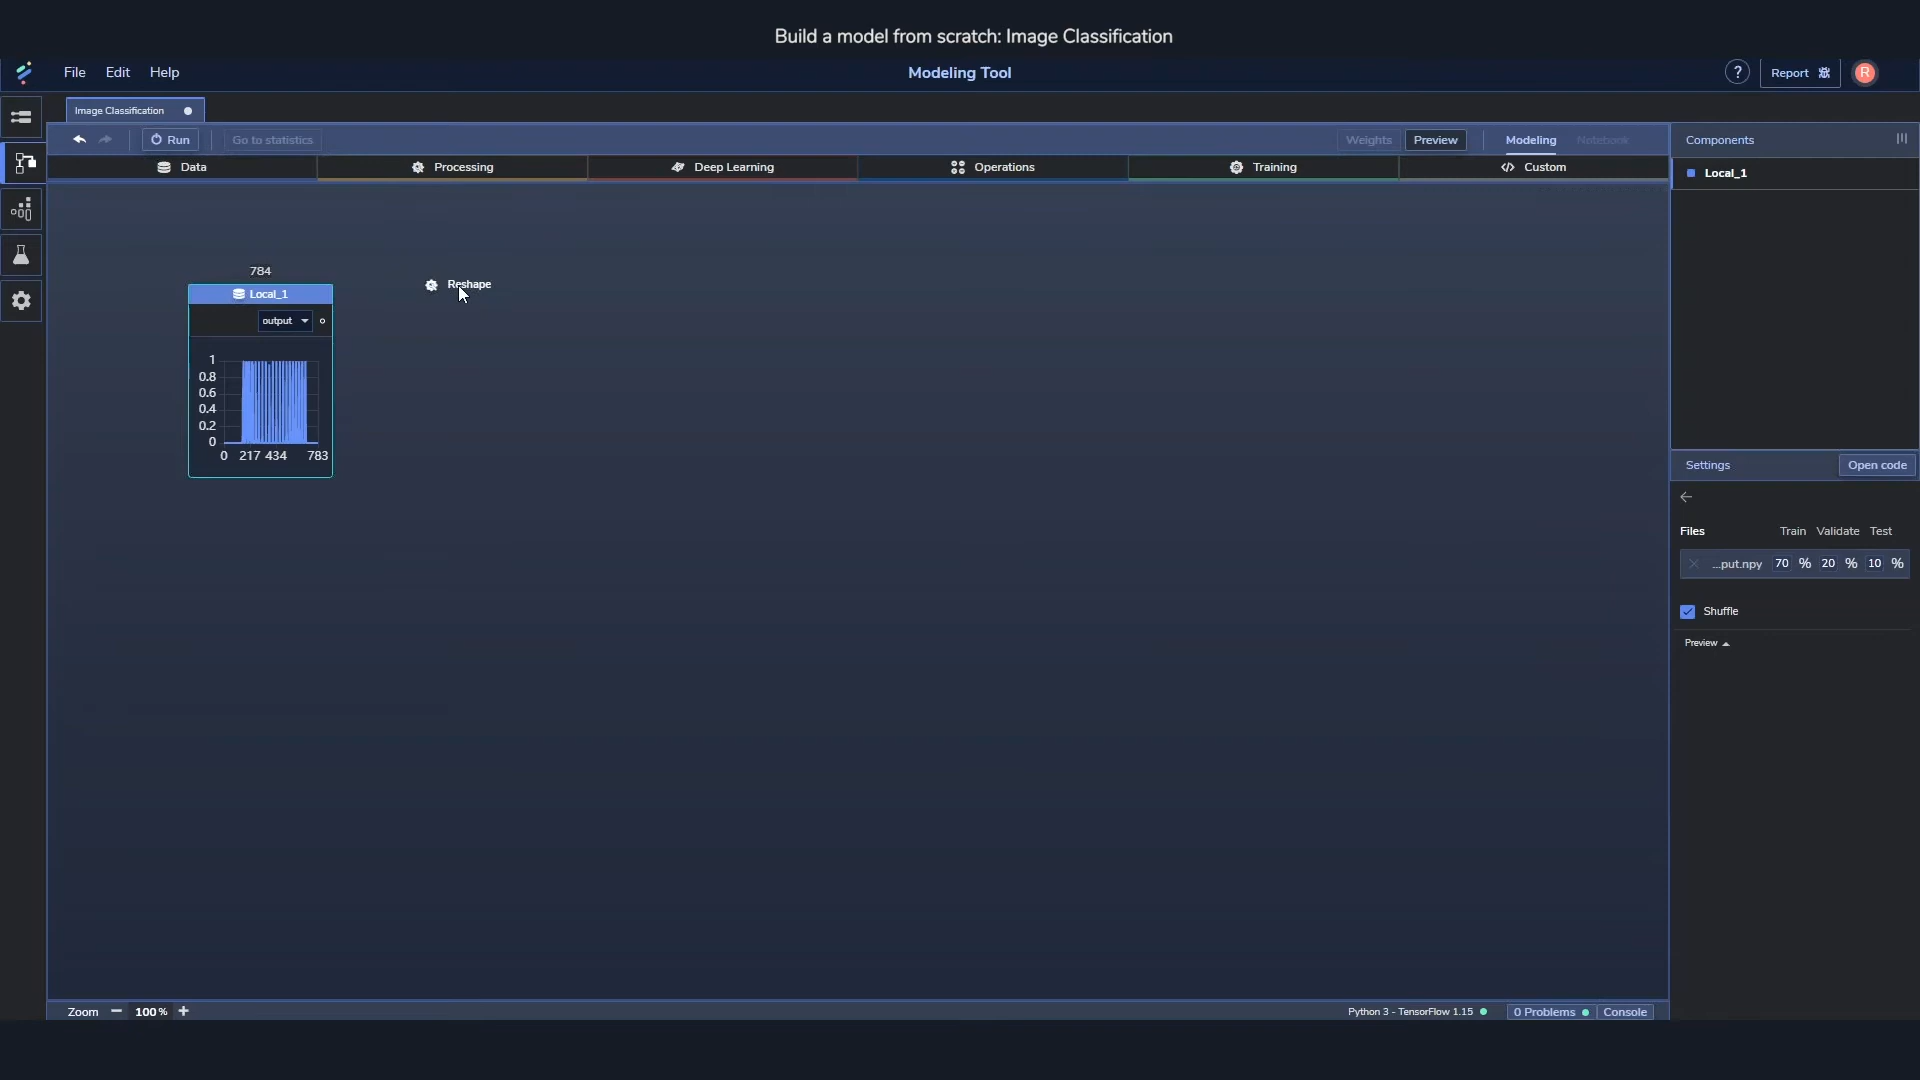 Build a model from scratch: Image Classification
File Edit Help
Modeling Tool
? Report R
Image Classification
Run Go to statistics
Weights Preview Modeling Notebook
Components
Data Processing Deep Learning Operations Training Custom
Local_1
784
Local_1
output
Reshape
1
0.8
0.6
0.4
0.2
0
0 217 434 783
Settings Open code
Files Train Validate Test
...put.npy 70 % 20 % 10 %
Shuffle
Preview
Zoom 100 %
Python 3 - TensorFlow 1.15 0 Problems Console